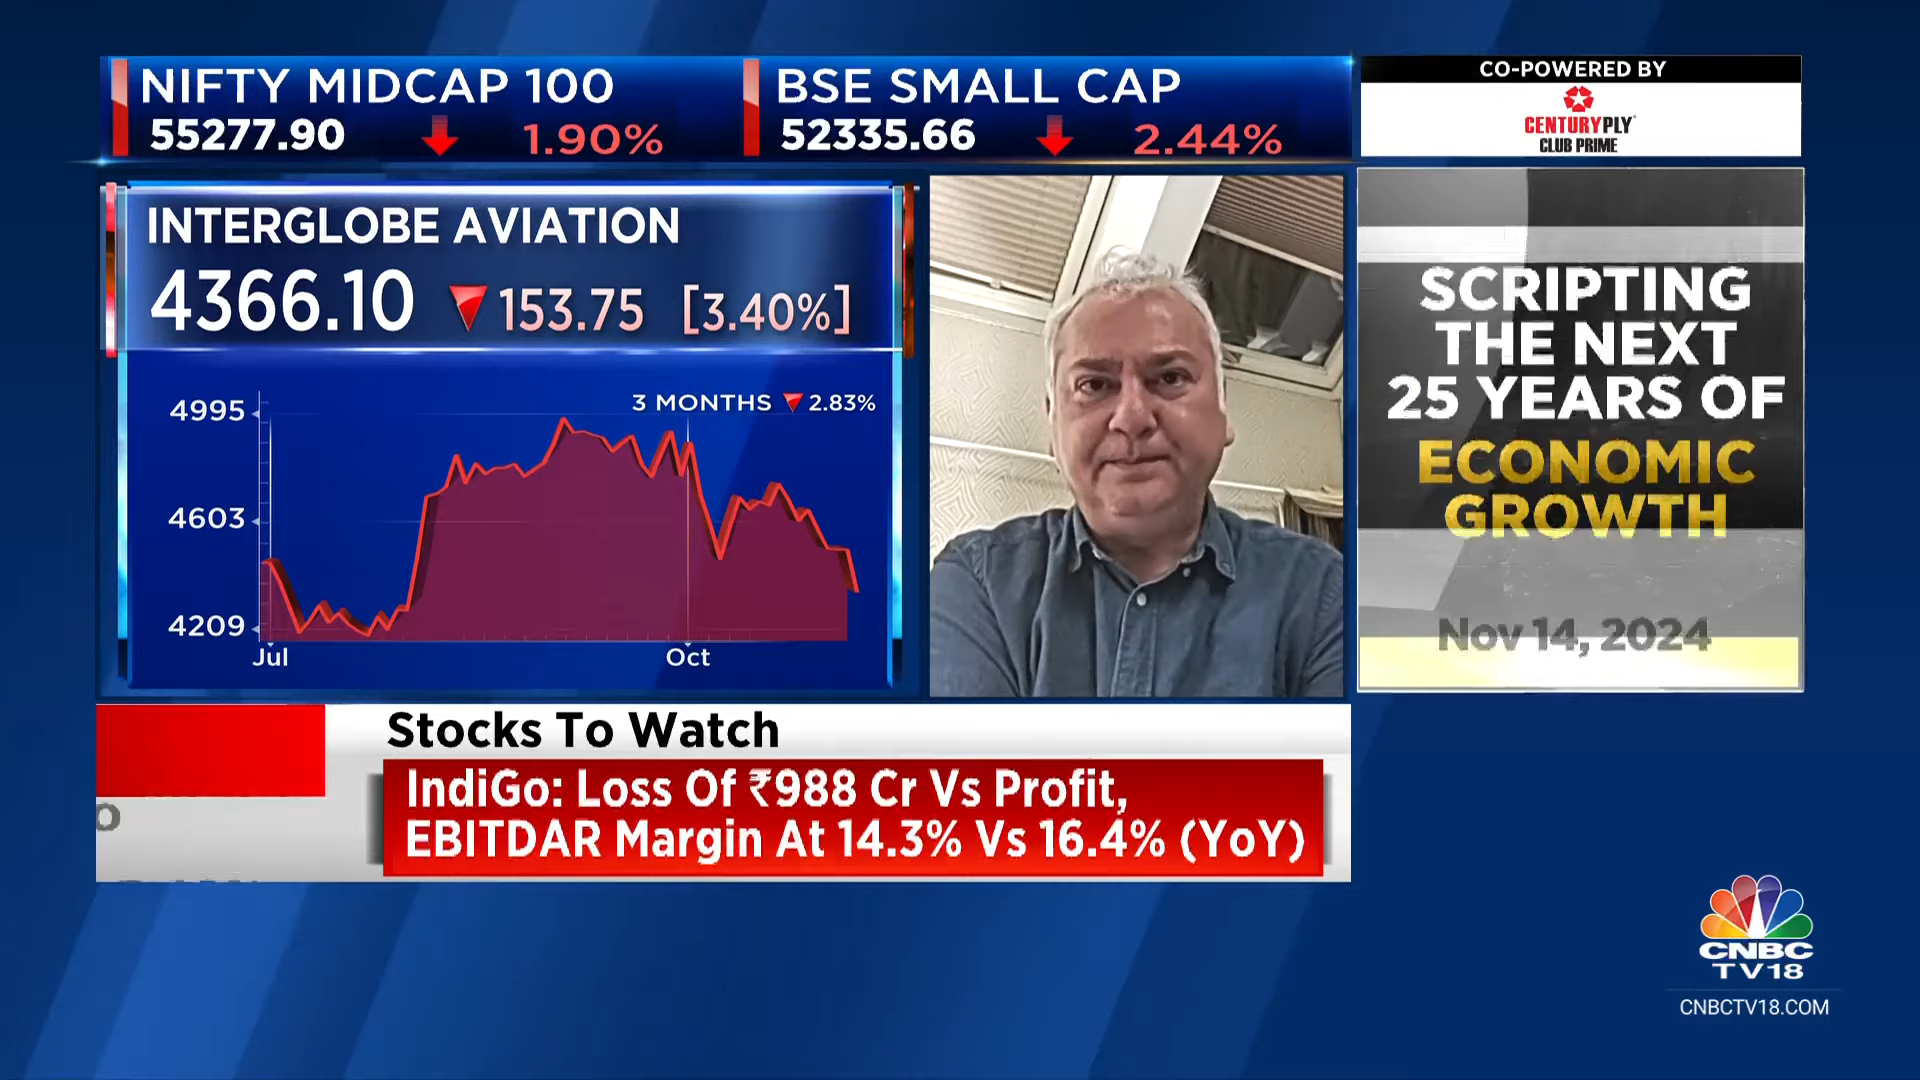 NIFTY MIDCAP 100
55277.90 1.90%
BSE SMALL CAP
52335.66 2.44%
CO-POWERED BY
CENTURYPLY
CLUB PRIME
INTERGLOBE AVIATION
4366.10 153.75 [3.40%]
3 MONTHS 2.83%
4995
4603
4209
Jul Oct
SCRIPTING
THE NEXT
25 YEARS OF
ECONOMIC
GROWTH
Nov 14, 2024
Stocks To Watch
IndiGo: Loss Of ₹988 Cr Vs Profit,
EBITDAR Margin At 14.3% Vs 16.4% (YoY)
CNBC
TV18
CNBCTV18.COM